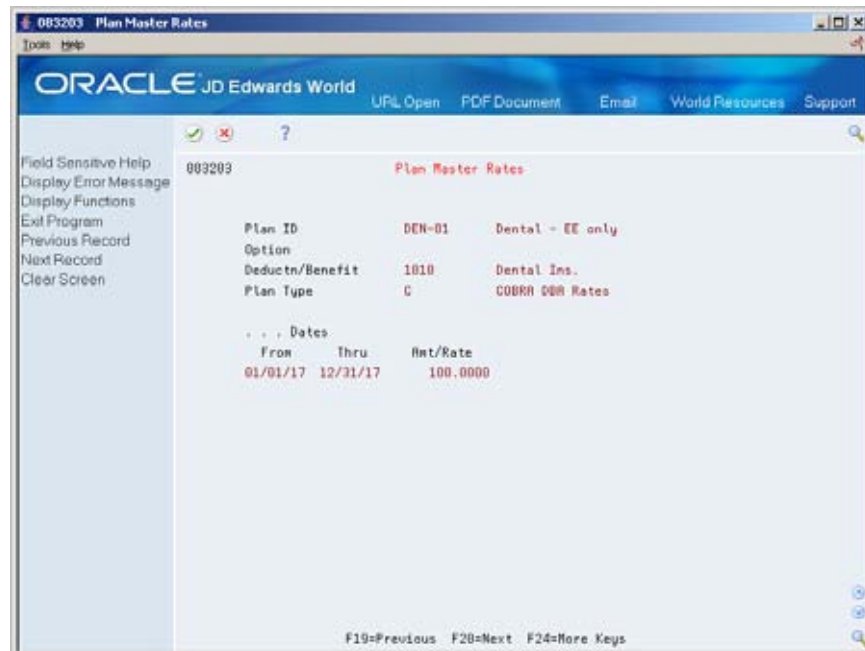 083203 Plan Master Rates
Tools Help
ORACLE JD Edwards World
URL Open PDF Document Email World Resources Support
?
Field Sensitive Help
Display Error Message
Display Functions
Exit Program
Previous Record
Next Record
Clear Screen
083203 Plan Master Rates
Plan ID DEN-01 Dental - EE only
Option
Deductn/Benefit 1010 Dental Ins.
Plan Type C COBRA DBA Rates
. . . Dates
From Thru Amt/Rate
01/01/17 12/31/17 100.0000
F19=Previous F20=Next F24=More Keys